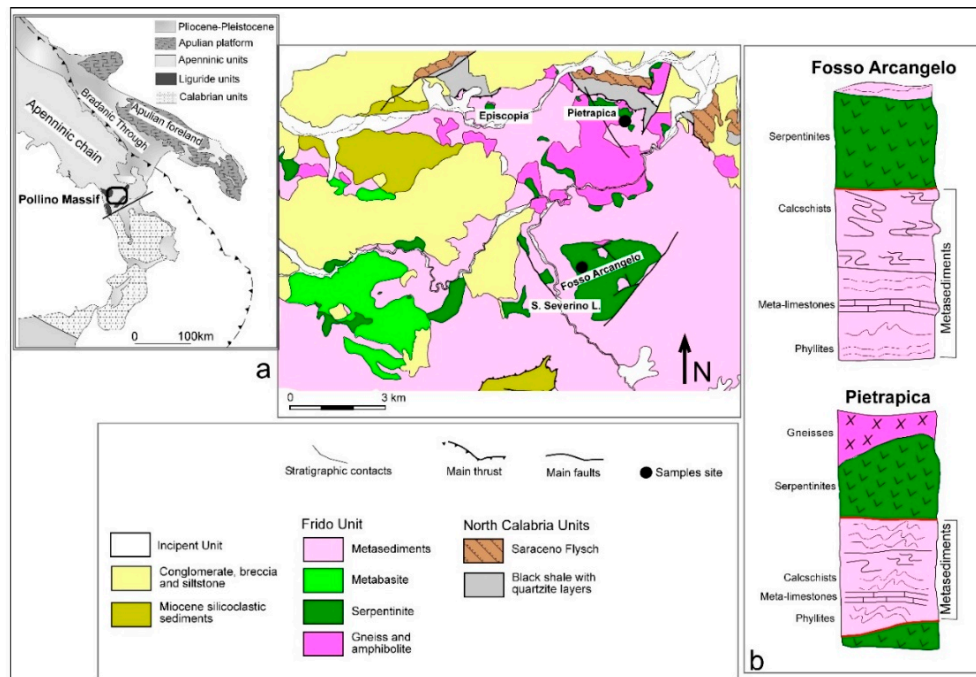 Pliocene-Pleistocene
Apulian platform
Apenninic units
Liguride units
Calabrian units
Bradanic Through
Apulian foreland
Apenninic chain
Pollino Massif
0 100km
a
Episcopia
Pietrapica
Fosso Arcangelo
S. Severino L.
N
0 3 km
Stratigraphic contacts
Main thrust
Main faults
Samples site
Incipent Unit
Conglomerate, breccia
and siltstone
Miocene silicoclastic
sediments
Frido Unit
Metasediments
Metabasite
Serpentinite
Gneiss and
amphibolite
North Calabria Units
Saraceno Flysch
Black shale with
quartzite layers
Fosso Arcangelo
Serpentinites
Calcschists
Meta-limestones
Phyllites
Metasediments
Pietrapica
Gneisses
Serpentinites
Calcschists
Meta-limestones
Phyllites
Metasediments
b